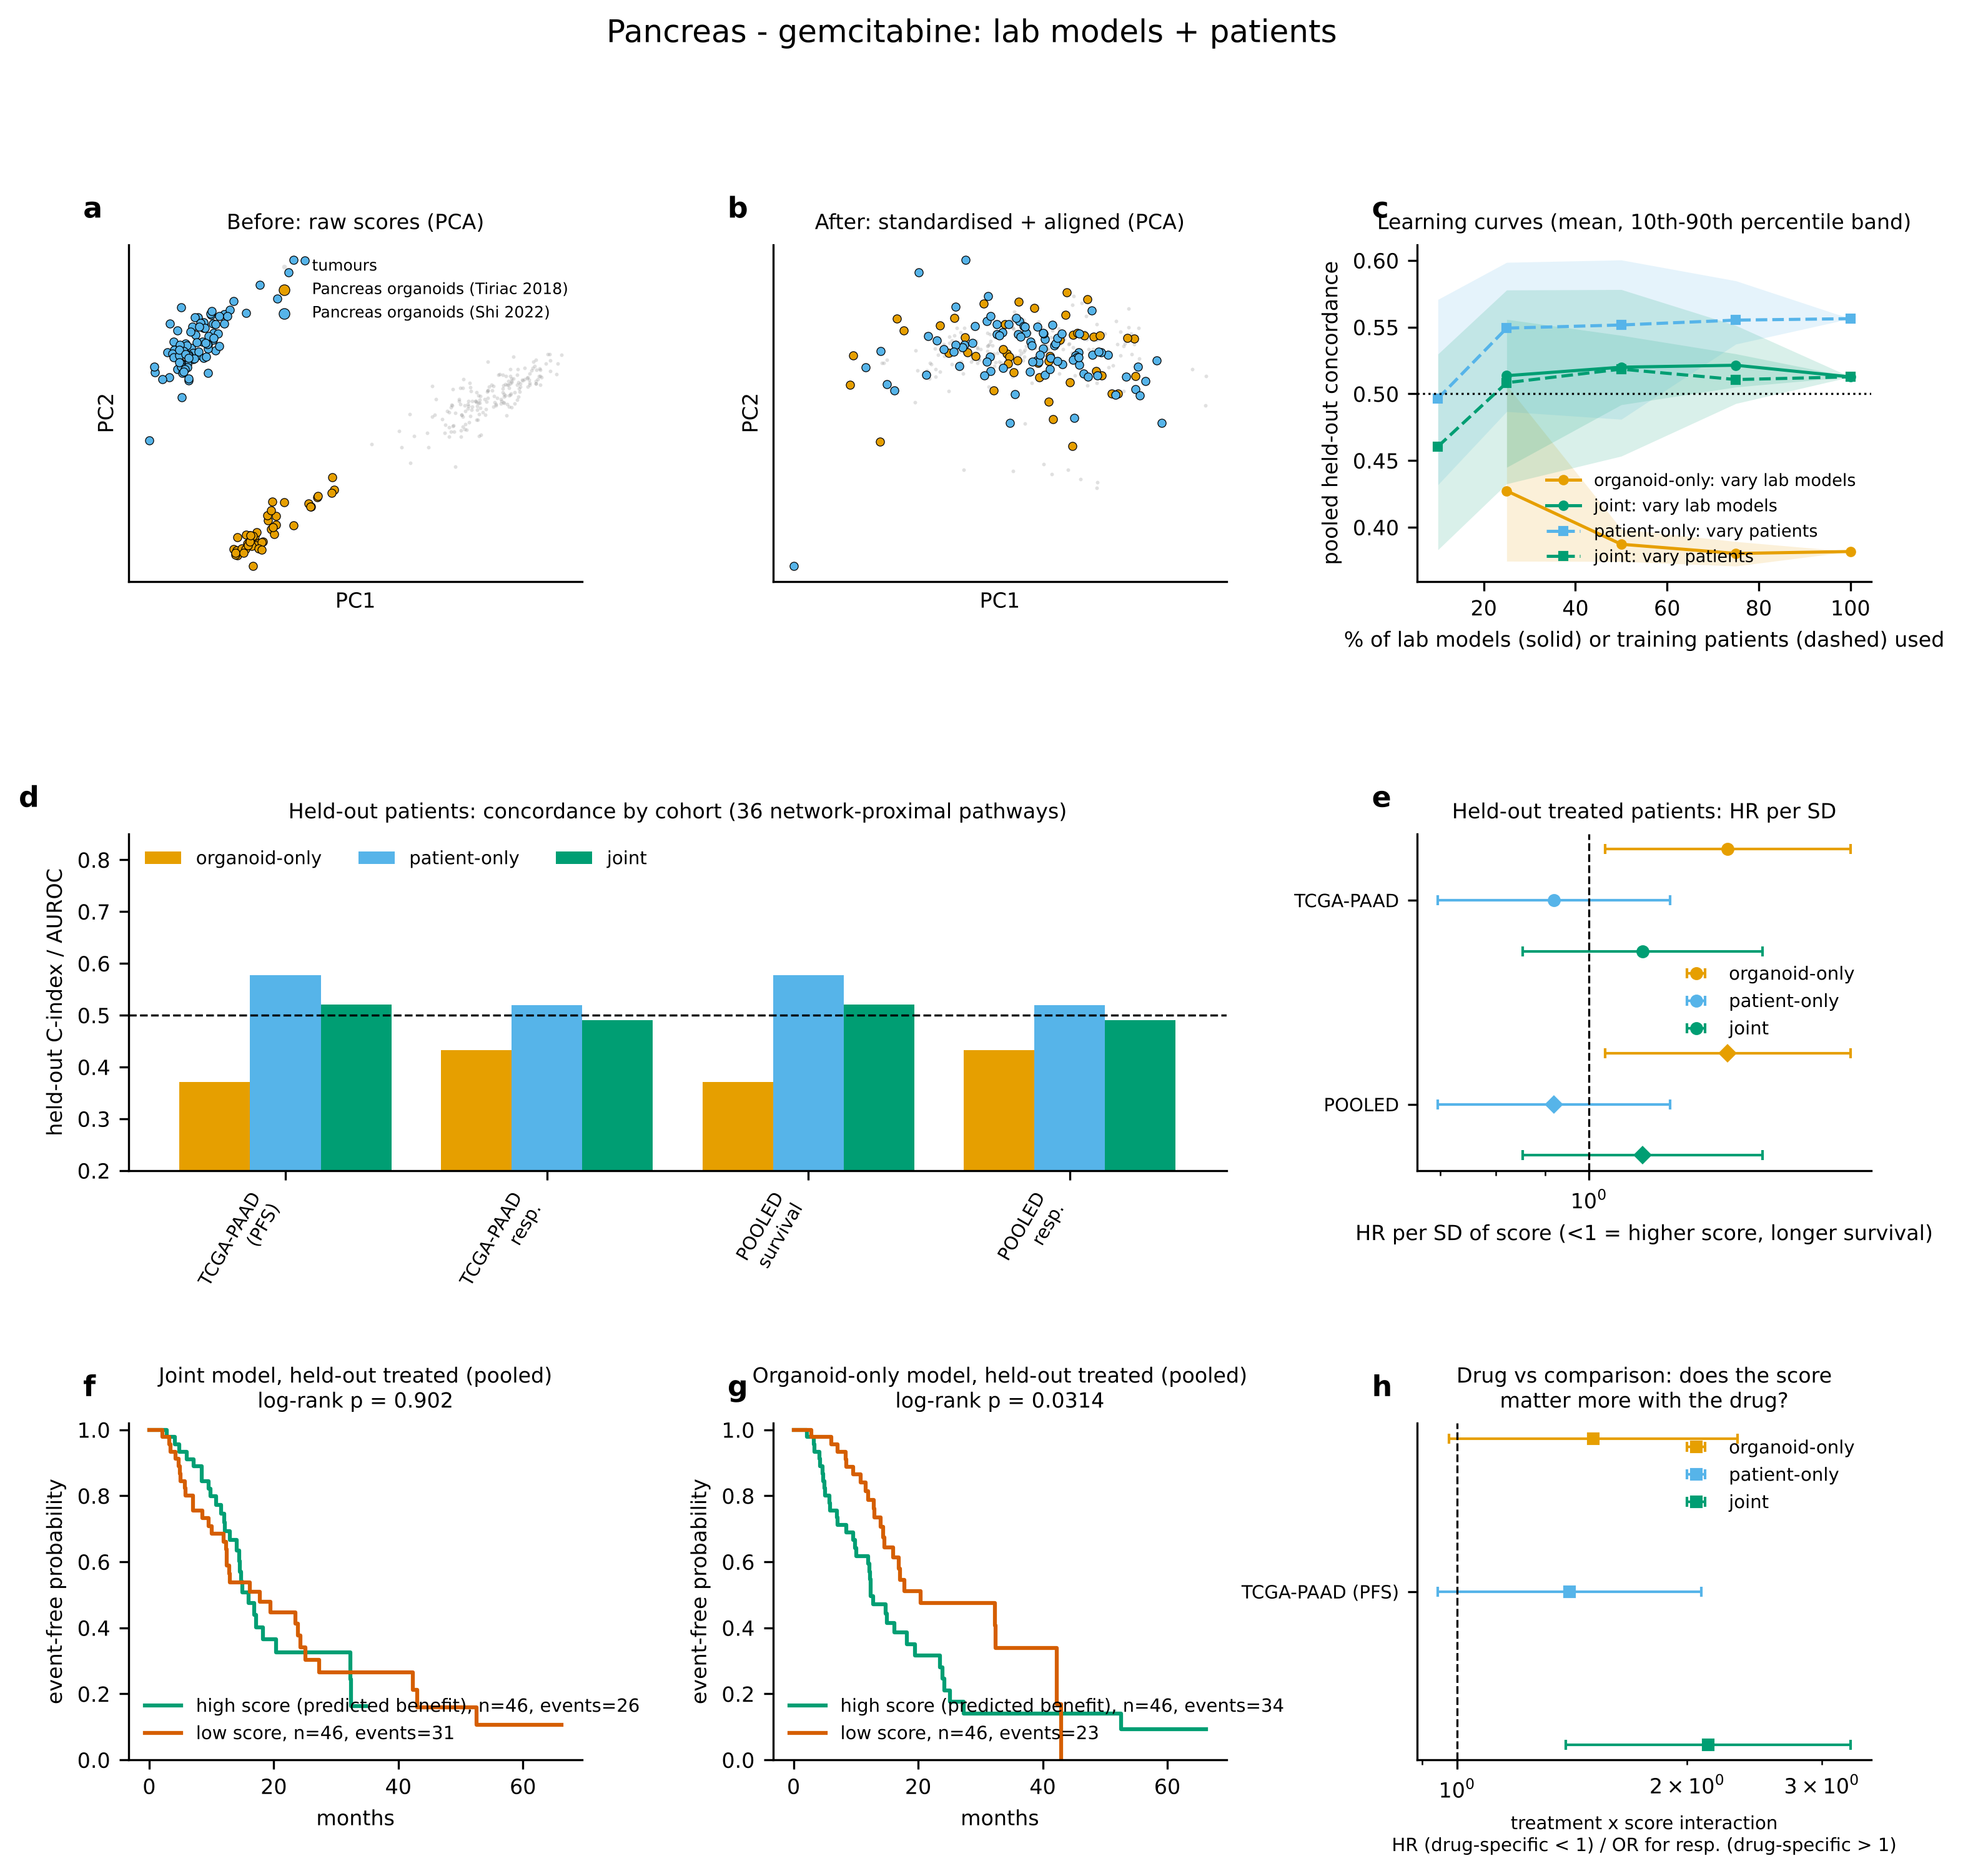 Pancreas - gemcitabine: lab models + patients
a
Before: raw scores (PCA)
tumours
Pancreas organoids (Tiriac 2018)
Pancreas organoids (Shi 2022)
PC2
PC1
b
After: standardised + aligned (PCA)
PC2
PC1
c
Learning curves (mean, 10th-90th percentile band)
pooled held-out concordance
0.60
0.55
0.50
0.45
0.40
organoid-only: vary lab models
joint: vary lab models
patient-only: vary patients
joint: vary patients
20 40 60 80 100
% of lab models (solid) or training patients (dashed) used
d
Held-out patients: concordance by cohort (36 network-proximal pathways)
organoid-only patient-only joint
held-out C-index / AUROC
0.8
0.7
0.6
0.5
0.4
0.3
0.2
TCGA-PAAD
(PFS)
TCGA-PAAD
resp.
POOLED
survival
POOLED
resp.
e
Held-out treated patients: HR per SD
TCGA-PAAD
POOLED
organoid-only
patient-only
joint
10⁰
HR per SD of score (<1 = higher score, longer survival)
f
Joint model, held-out treated (pooled)
log-rank p = 0.902
event-free probability
1.0
0.8
0.6
0.4
0.2
0.0
high score (predicted benefit), n=46, events=26
low score, n=46, events=31
0 20 40 60
months
g
Organoid-only model, held-out treated (pooled)
log-rank p = 0.0314
event-free probability
1.0
0.8
0.6
0.4
0.2
0.0
high score (predicted benefit), n=46, events=34
low score, n=46, events=23
0 20 40 60
months
h
Drug vs comparison: does the score
matter more with the drug?
organoid-only
patient-only
joint
TCGA-PAAD (PFS)
10⁰ 2 × 10⁰ 3 × 10⁰
treatment x score interaction
HR (drug-specific < 1) / OR for resp. (drug-specific > 1)